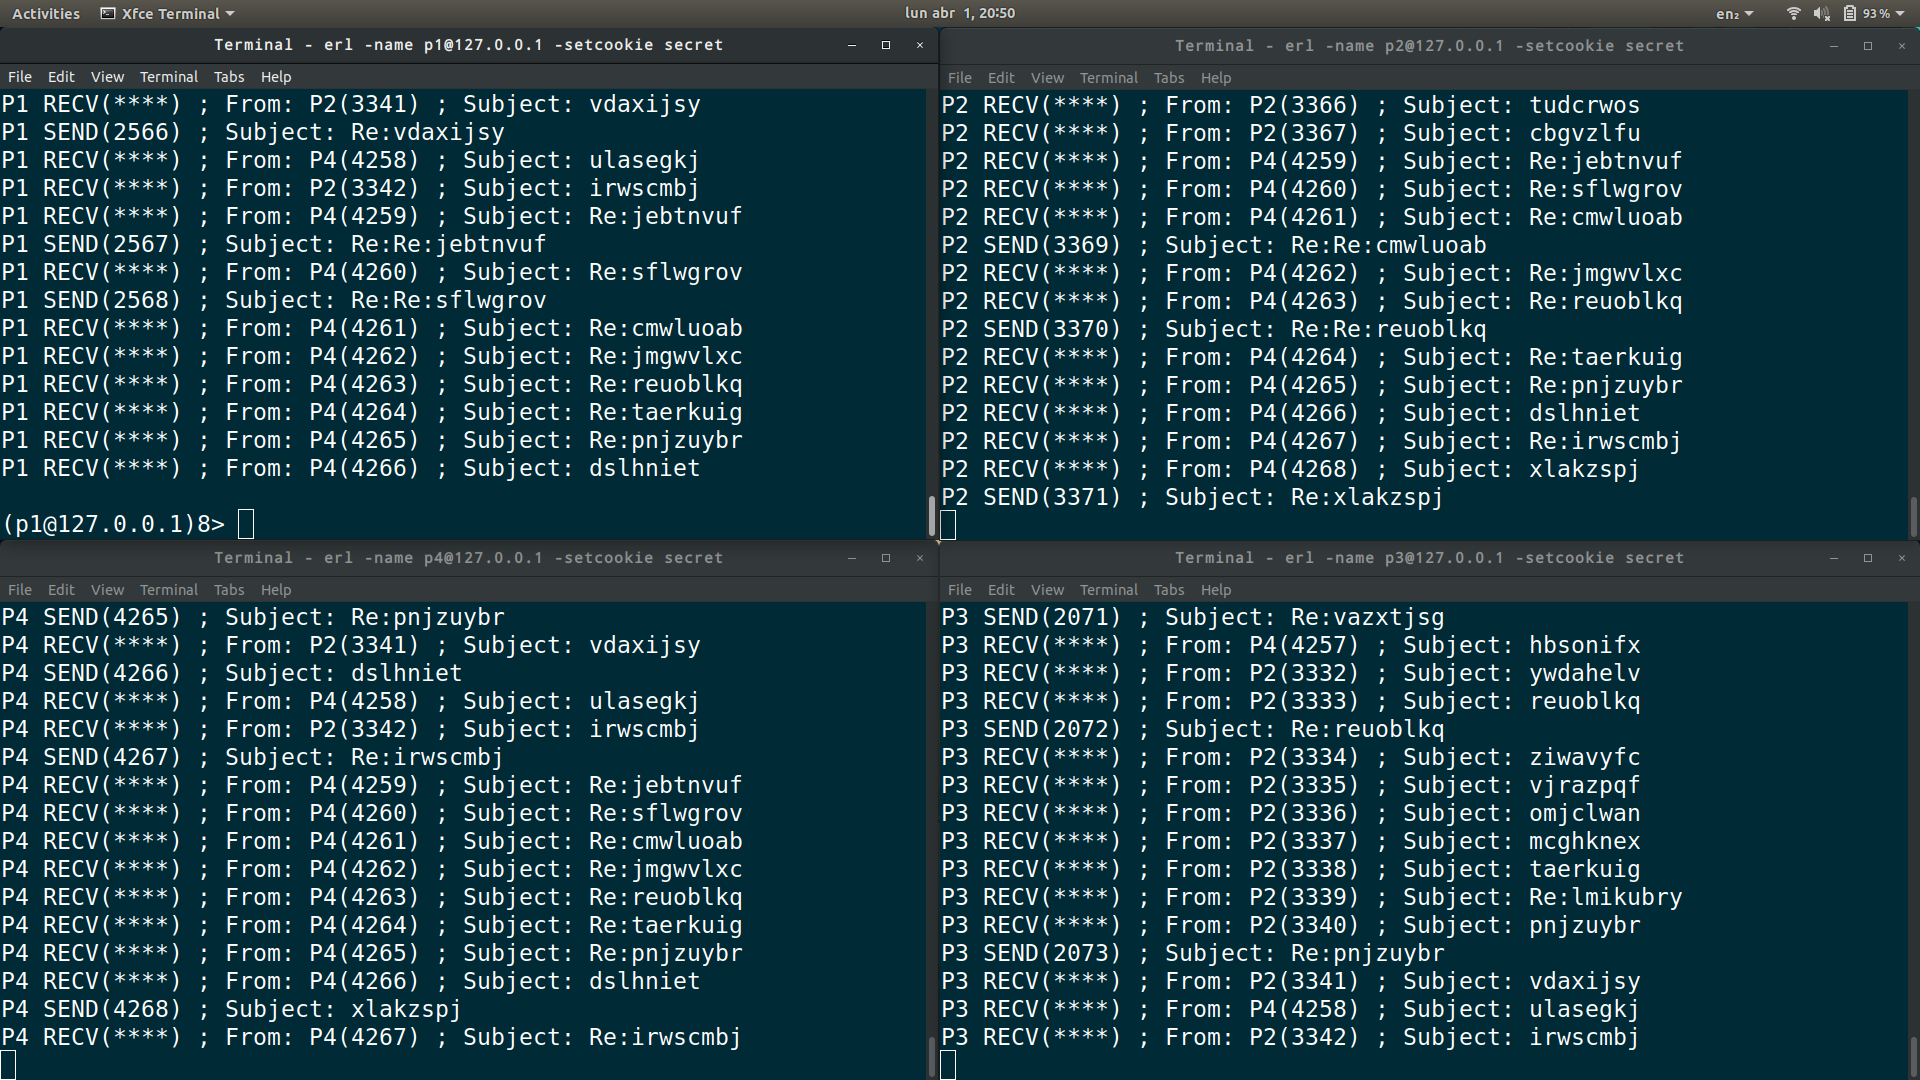 Activities Xfce Terminal lun abr 1, 20:50 en₂ 93 %
Terminal - erl -name p1@127.0.0.1 -setcookie secret
File Edit View Terminal Tabs Help
P1 RECV(****) ; From: P2(3341) ; Subject: vdaxijsy
P1 SEND(2566) ; Subject: Re:vdaxijsy
P1 RECV(****) ; From: P4(4258) ; Subject: ulasegkj
P1 RECV(****) ; From: P2(3342) ; Subject: irwscmbj
P1 RECV(****) ; From: P4(4259) ; Subject: Re:jebtnvuf
P1 SEND(2567) ; Subject: Re:Re:jebtnvuf
P1 RECV(****) ; From: P4(4260) ; Subject: Re:sflwgrov
P1 SEND(2568) ; Subject: Re:Re:sflwgrov
P1 RECV(****) ; From: P4(4261) ; Subject: Re:cmwluoab
P1 RECV(****) ; From: P4(4262) ; Subject: Re:jmgwvlxc
P1 RECV(****) ; From: P4(4263) ; Subject: Re:reuoblkq
P1 RECV(****) ; From: P4(4264) ; Subject: Re:taerkuig
P1 RECV(****) ; From: P4(4265) ; Subject: Re:pnjzuybr
P1 RECV(****) ; From: P4(4266) ; Subject: dslhniet
(p1@127.0.0.1)8>
Terminal - erl -name p2@127.0.0.1 -setcookie secret
File Edit View Terminal Tabs Help
P2 RECV(****) ; From: P2(3366) ; Subject: tudcrwos
P2 RECV(****) ; From: P2(3367) ; Subject: cbgvzlfu
P2 RECV(****) ; From: P4(4259) ; Subject: Re:jebtnvuf
P2 RECV(****) ; From: P4(4260) ; Subject: Re:sflwgrov
P2 RECV(****) ; From: P4(4261) ; Subject: Re:cmwluoab
P2 SEND(3369) ; Subject: Re:Re:cmwluoab
P2 RECV(****) ; From: P4(4262) ; Subject: Re:jmgwvlxc
P2 RECV(****) ; From: P4(4263) ; Subject: Re:reuoblkq
P2 SEND(3370) ; Subject: Re:Re:reuoblkq
P2 RECV(****) ; From: P4(4264) ; Subject: Re:taerkuig
P2 RECV(****) ; From: P4(4265) ; Subject: Re:pnjzuybr
P2 RECV(****) ; From: P4(4266) ; Subject: dslhniet
P2 RECV(****) ; From: P4(4267) ; Subject: Re:irwscmbj
P2 RECV(****) ; From: P4(4268) ; Subject: xlakzspj
P2 SEND(3371) ; Subject: Re:xlakzspj
Terminal - erl -name p4@127.0.0.1 -setcookie secret
File Edit View Terminal Tabs Help
P4 SEND(4265) ; Subject: Re:pnjzuybr
P4 RECV(****) ; From: P2(3341) ; Subject: vdaxijsy
P4 SEND(4266) ; Subject: dslhniet
P4 RECV(****) ; From: P4(4258) ; Subject: ulasegkj
P4 RECV(****) ; From: P2(3342) ; Subject: irwscmbj
P4 SEND(4267) ; Subject: Re:irwscmbj
P4 RECV(****) ; From: P4(4259) ; Subject: Re:jebtnvuf
P4 RECV(****) ; From: P4(4260) ; Subject: Re:sflwgrov
P4 RECV(****) ; From: P4(4261) ; Subject: Re:cmwluoab
P4 RECV(****) ; From: P4(4262) ; Subject: Re:jmgwvlxc
P4 RECV(****) ; From: P4(4263) ; Subject: Re:reuoblkq
P4 RECV(****) ; From: P4(4264) ; Subject: Re:taerkuig
P4 RECV(****) ; From: P4(4265) ; Subject: Re:pnjzuybr
P4 RECV(****) ; From: P4(4266) ; Subject: dslhniet
P4 SEND(4268) ; Subject: xlakzspj
P4 RECV(****) ; From: P4(4267) ; Subject: Re:irwscmbj
Terminal - erl -name p3@127.0.0.1 -setcookie secret
File Edit View Terminal Tabs Help
P3 SEND(2071) ; Subject: Re:vazxtjsg
P3 RECV(****) ; From: P4(4257) ; Subject: hbsonifx
P3 RECV(****) ; From: P2(3332) ; Subject: ywdahelv
P3 RECV(****) ; From: P2(3333) ; Subject: reuoblkq
P3 SEND(2072) ; Subject: Re:reuoblkq
P3 RECV(****) ; From: P2(3334) ; Subject: ziwavyfc
P3 RECV(****) ; From: P2(3335) ; Subject: vjrazpqf
P3 RECV(****) ; From: P2(3336) ; Subject: omjclwan
P3 RECV(****) ; From: P2(3337) ; Subject: mcghknex
P3 RECV(****) ; From: P2(3338) ; Subject: taerkuig
P3 RECV(****) ; From: P2(3339) ; Subject: Re:lmikubry
P3 RECV(****) ; From: P2(3340) ; Subject: pnjzuybr
P3 SEND(2073) ; Subject: Re:pnjzuybr
P3 RECV(****) ; From: P2(3341) ; Subject: vdaxijsy
P3 RECV(****) ; From: P4(4258) ; Subject: ulasegkj
P3 RECV(****) ; From: P2(3342) ; Subject: irwscmbj